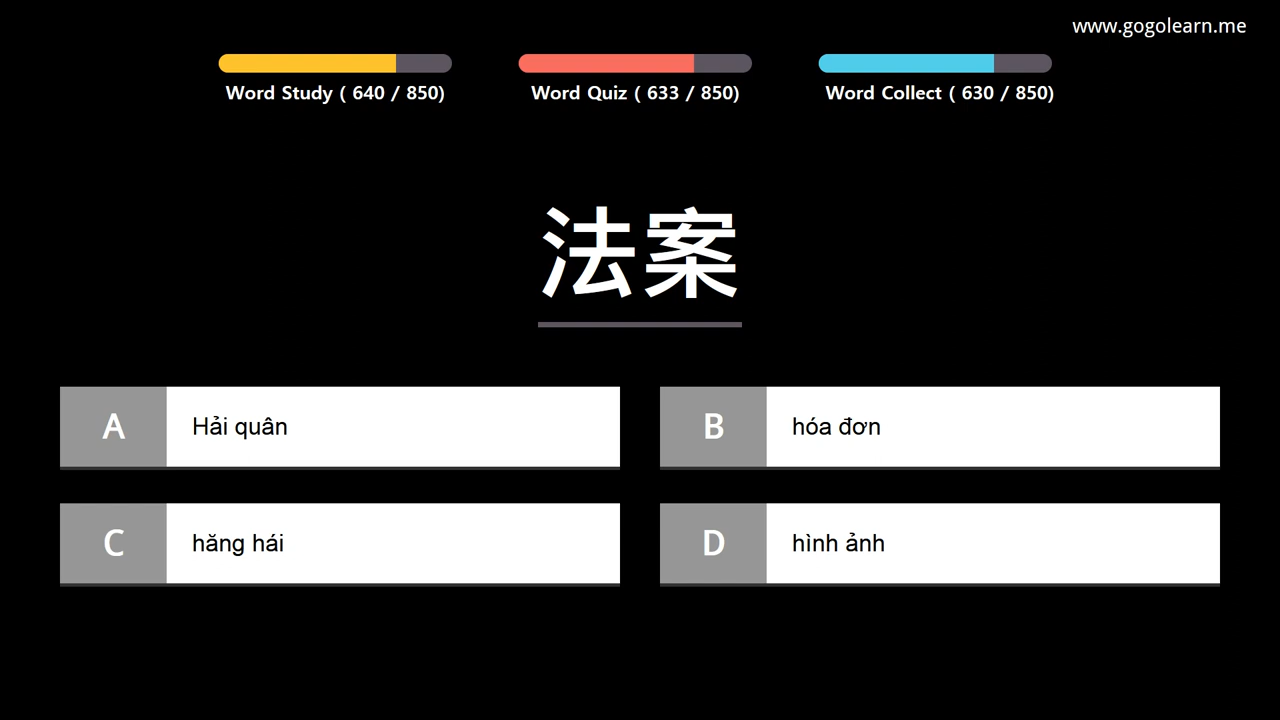 www.gogolearn.me
Word Study ( 640 / 850)
Word Quiz ( 633 / 850)
Word Collect ( 630 / 850)
法案
A Hải quân
B hóa đơn
C hăng hái
D hình ảnh